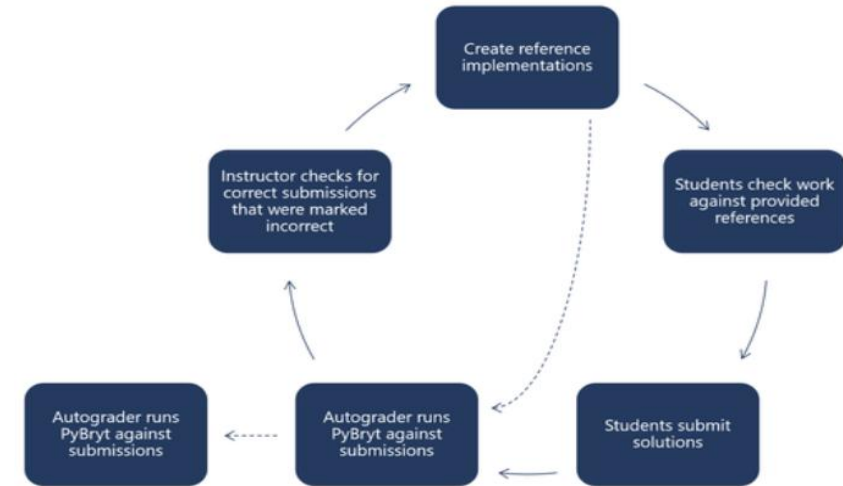 Create reference
implementations
Instructor checks for
correct submissions
that were marked
incorrect
Students check work
against provided
references
Autograder runs
PyBryt against
submissions
Autograder runs
PyBryt against
submissions
Students submit
solutions